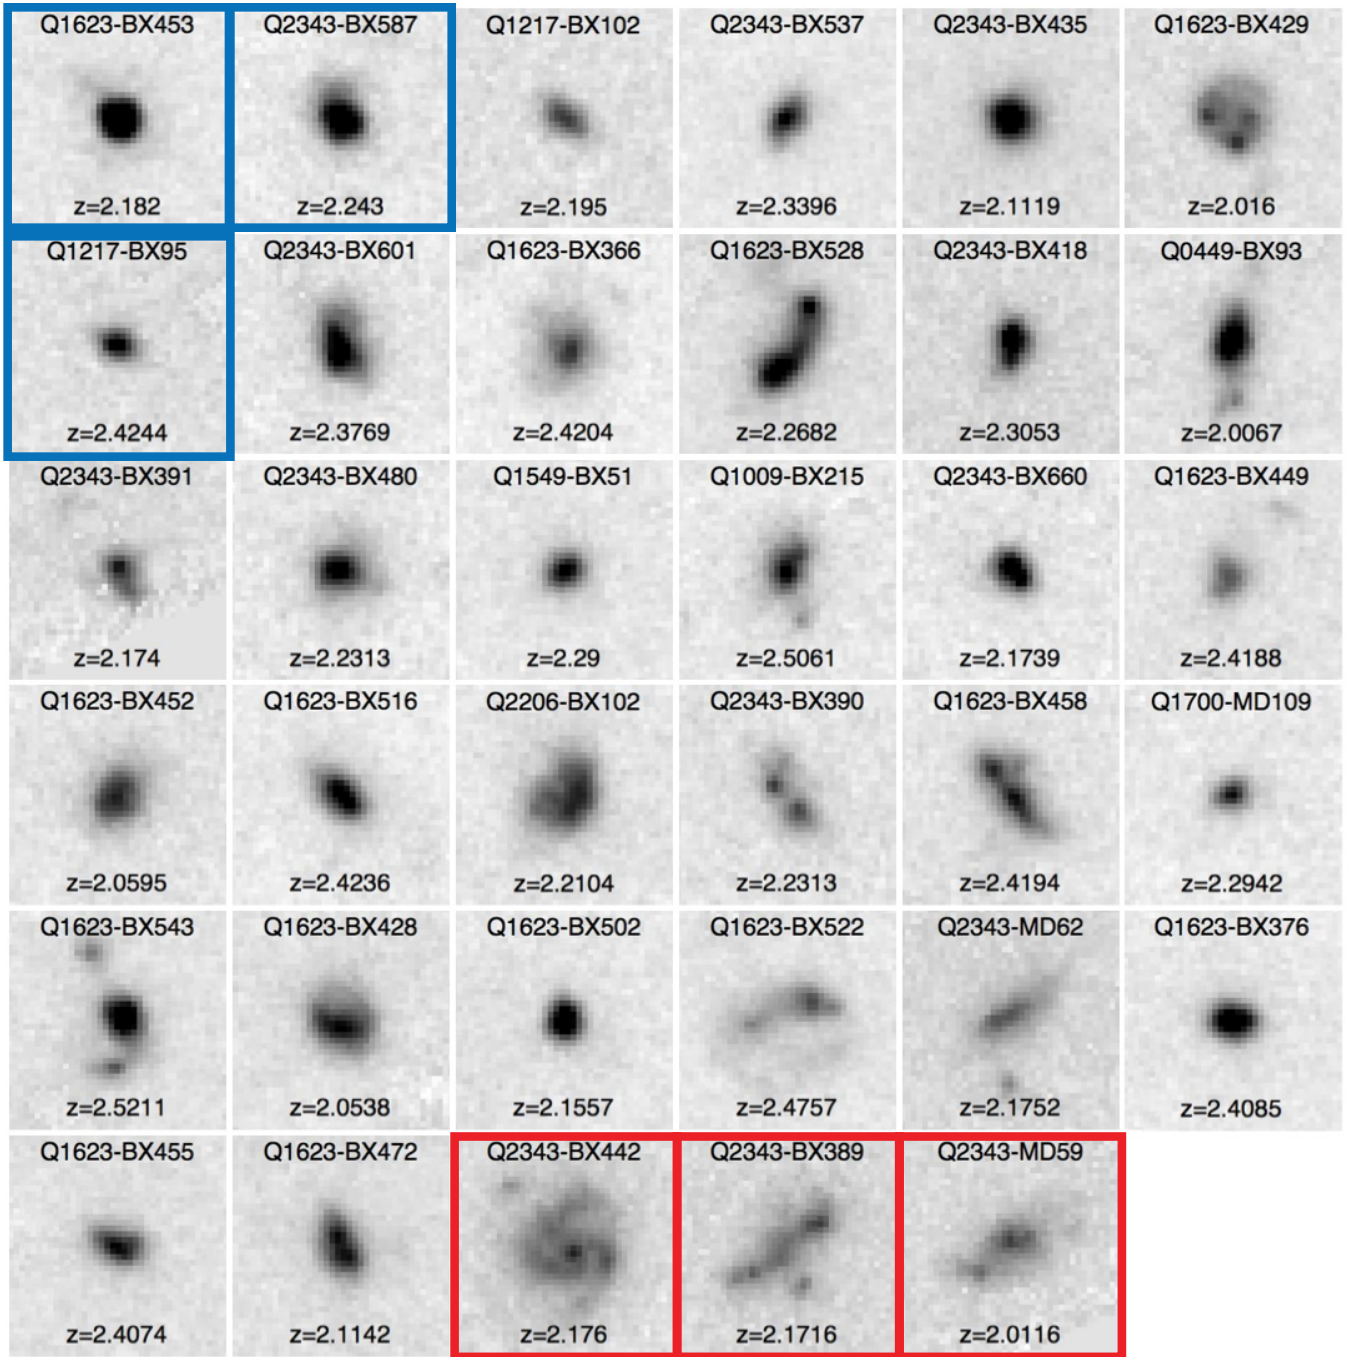 Q1623-BX453 Q2343-BX587 Q1217-BX102 Q2343-BX537 Q2343-BX435 Q1623-BX429
z=2.182 z=2.243 z=2.195 z=2.3396 z=2.1119 z=2.016
Q1217-BX95 Q2343-BX601 Q1623-BX366 Q1623-BX528 Q2343-BX418 Q0449-BX93
z=2.4244 z=2.3769 z=2.4204 z=2.2682 z=2.3053 z=2.0067
Q2343-BX391 Q2343-BX480 Q1549-BX51 Q1009-BX215 Q2343-BX660 Q1623-BX449
z=2.174 z=2.2313 z=2.29 z=2.5061 z=2.1739 z=2.4188
Q1623-BX452 Q1623-BX516 Q2206-BX102 Q2343-BX390 Q1623-BX458 Q1700-MD109
z=2.0595 z=2.4236 z=2.2104 z=2.2313 z=2.4194 z=2.2942
Q1623-BX543 Q1623-BX428 Q1623-BX502 Q1623-BX522 Q2343-MD62 Q1623-BX376
z=2.5211 z=2.0538 z=2.1557 z=2.4757 z=2.1752 z=2.4085
Q1623-BX455 Q1623-BX472 Q2343-BX442 Q2343-BX389 Q2343-MD59
z=2.4074 z=2.1142 z=2.176 z=2.1716 z=2.0116